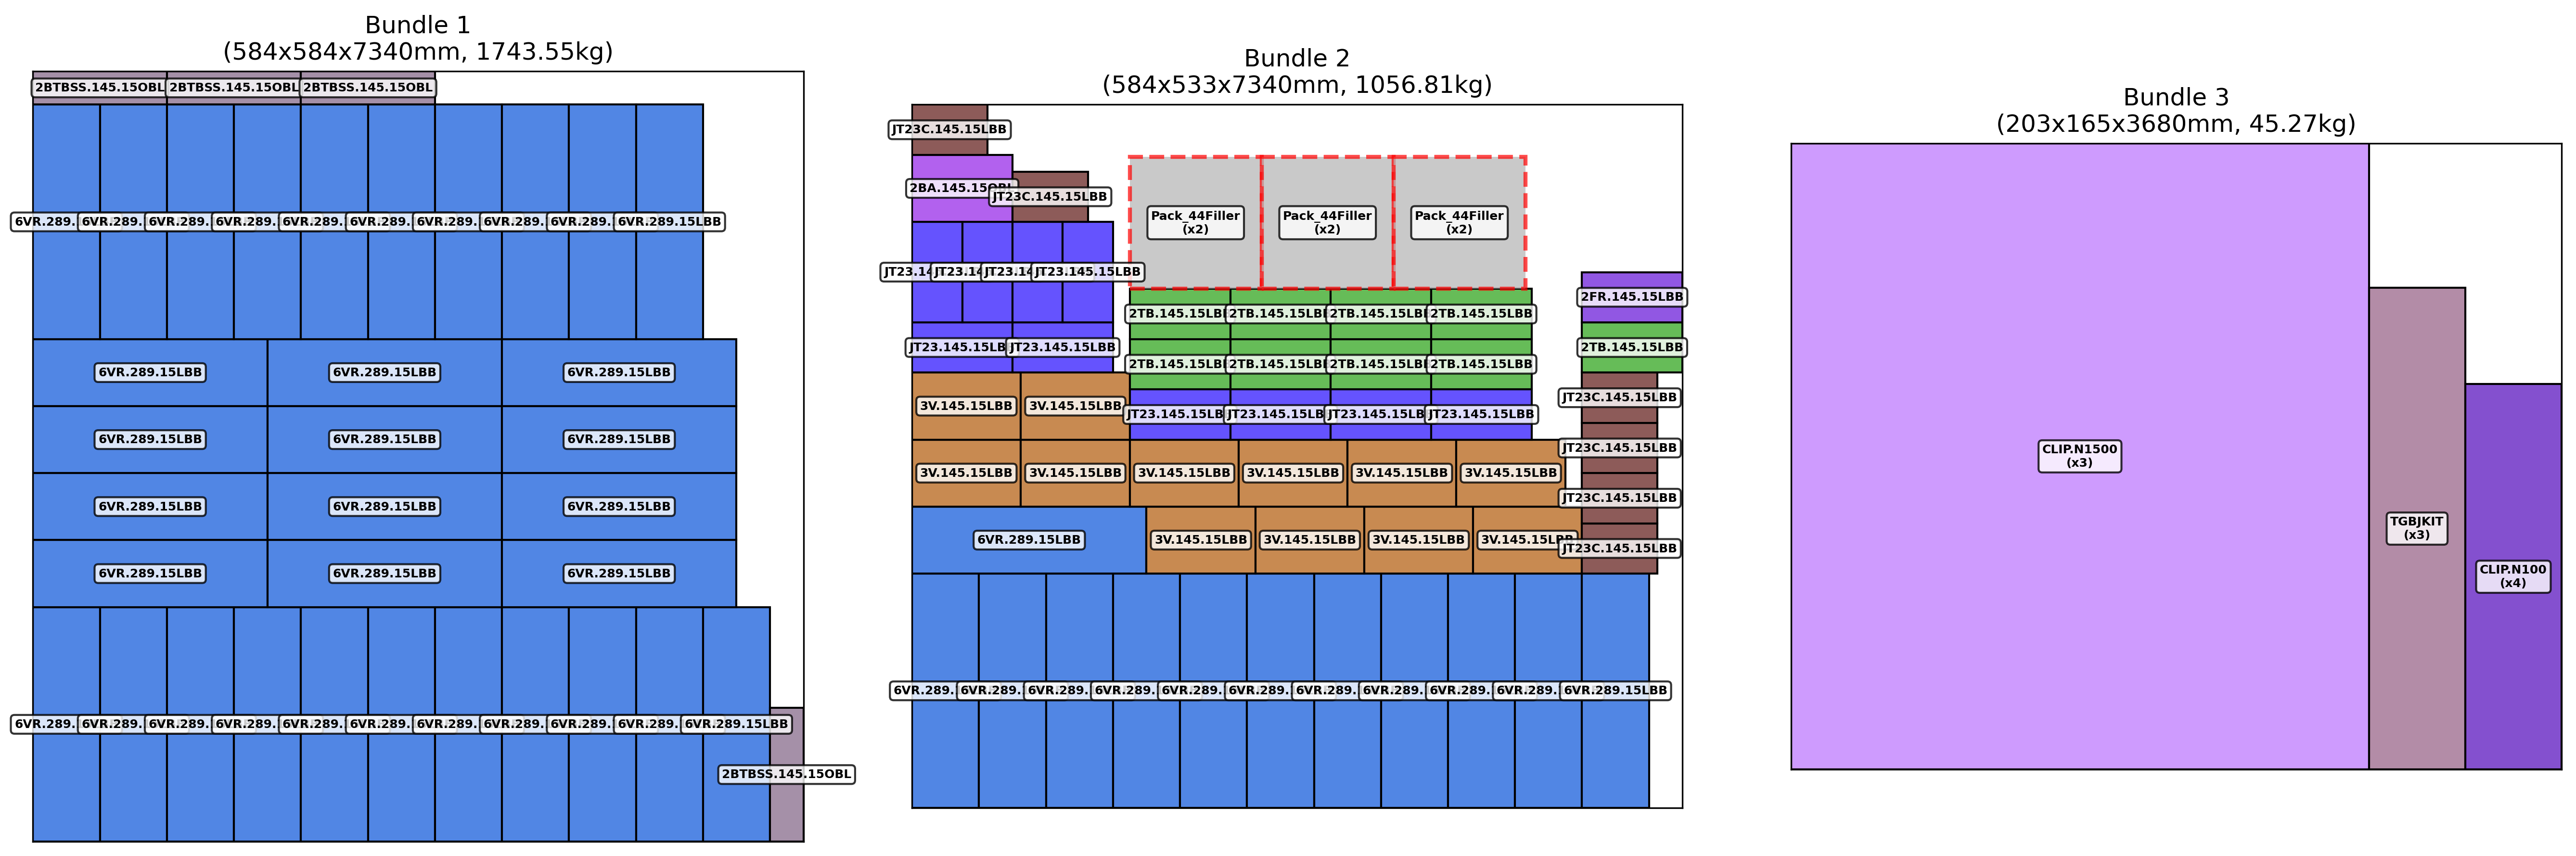 Bundle 1
(584x584x7340mm, 1743.55kg)
2BTBSS.145.15OBL 2BTBSS.145.15OBL 2BTBSS.145.15OBL
6VR.289. 6VR.289. 6VR.289. 6VR.289. 6VR.289. 6VR.289. 6VR.289. 6VR.289. 6VR.289. 6VR.289.15LBB
6VR.289.15LBB 6VR.289.15LBB 6VR.289.15LBB
6VR.289.15LBB 6VR.289.15LBB 6VR.289.15LBB
6VR.289.15LBB 6VR.289.15LBB 6VR.289.15LBB
6VR.289.15LBB 6VR.289.15LBB 6VR.289.15LBB
6VR.289. 6VR.289. 6VR.289. 6VR.289. 6VR.289. 6VR.289. 6VR.289. 6VR.289. 6VR.289. 6VR.289. 6VR.289.15LBB
2BTBSS.145.15OBL
Bundle 2
(584x533x7340mm, 1056.81kg)
JT23C.145.15LBB
2BA.145.15OBL JT23C.145.15LBB
Pack_44Filler Pack_44Filler Pack_44Filler
(x2) (x2) (x2)
JT23.14 JT23.14 JT23.14 JT23.145.15LBB
2FR.145.15LBB
2TB.145.15LB 2TB.145.15LB 2TB.145.15LB 2TB.145.15LBB
JT23.145.15LB JT23.145.15LBB 2TB.145.15LBB
2TB.145.15LB 2TB.145.15LB 2TB.145.15LB 2TB.145.15LBB
JT23C.145.15LBB
3V.145.15LBB 3V.145.15LBB JT23.145.15LB JT23.145.15LB JT23.145.15LB JT23.145.15LBB
JT23C.145.15LBB
3V.145.15LBB 3V.145.15LBB 3V.145.15LBB 3V.145.15LBB 3V.145.15LBB 3V.145.15LBB
JT23C.145.15LBB
6VR.289.15LBB 3V.145.15LBB 3V.145.15LBB 3V.145.15LBB 3V.145.15LBB JT23C.145.15LBB
6VR.289. 6VR.289. 6VR.289. 6VR.289. 6VR.289. 6VR.289. 6VR.289. 6VR.289. 6VR.289. 6VR.289. 6VR.289.15LBB
Bundle 3
(203x165x3680mm, 45.27kg)
CLIP.N1500
(x3)
TGBJKIT
(x3)
CLIP.N100
(x4)